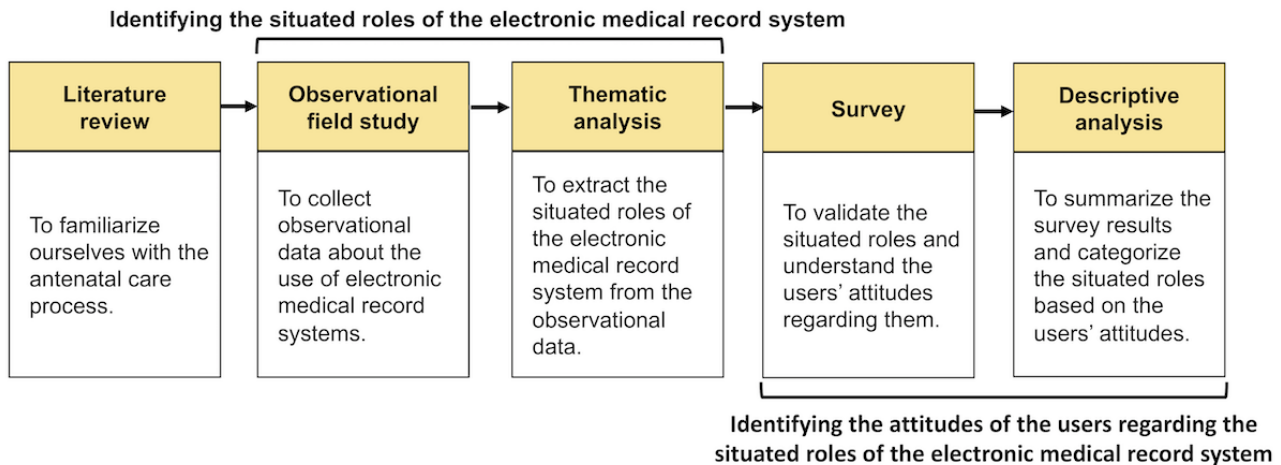 Identifying the situated roles of the electronic medical record system
Literature
review
To familiarize
ourselves with the
antenatal care
process.
Observational
field study
To collect
observational
data about the
use of electronic
medical record
systems.
Thematic
analysis
To extract the
situated roles of
the electronic
medical record
system from the
observational
data.
Survey
To validate the
situated roles and
understand the
users’ attitudes
regarding them.
Descriptive
analysis
To summarize the
survey results
and categorize
the situated roles
based on the
users’ attitudes.
Identifying the attitudes of the users regarding the
situated roles of the electronic medical record system